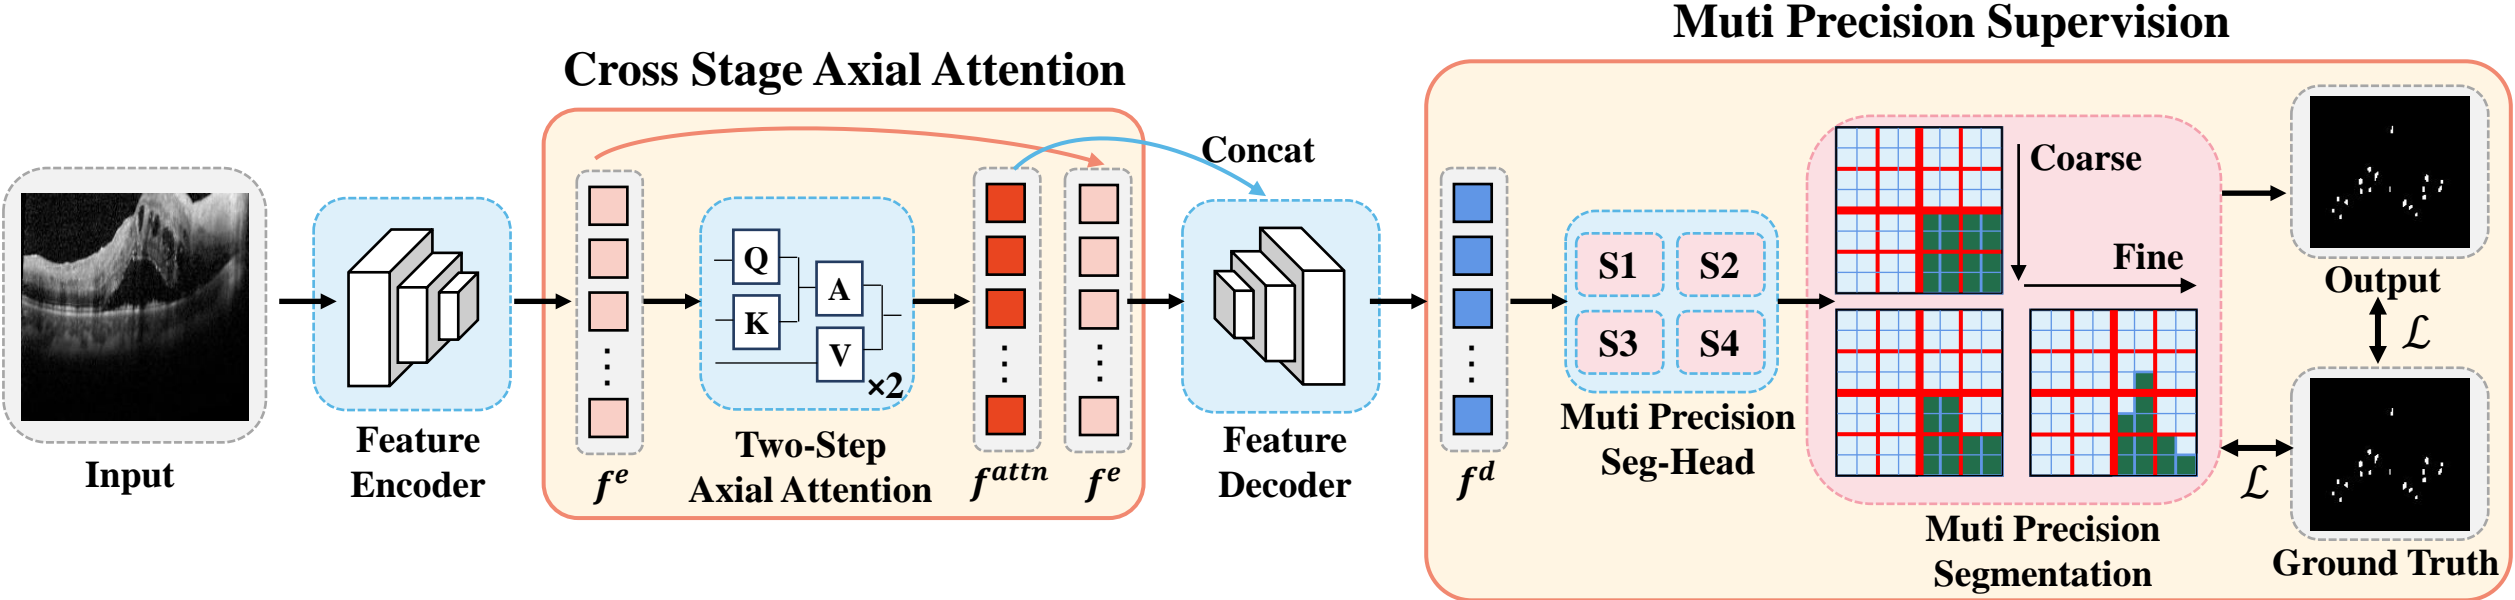 Muti Precision Supervision
Cross Stage Axial Attention
Concat
Input
Feature
Encoder
f^e
Q
K
A
V
×2
Two-Step
Axial Attention
f^attn
f^e
Feature
Decoder
f^d
S1 S2
S3 S4
Muti Precision
Seg-Head
Coarse
Fine
Muti Precision
Segmentation
Output
ℒ
ℒ
Ground Truth